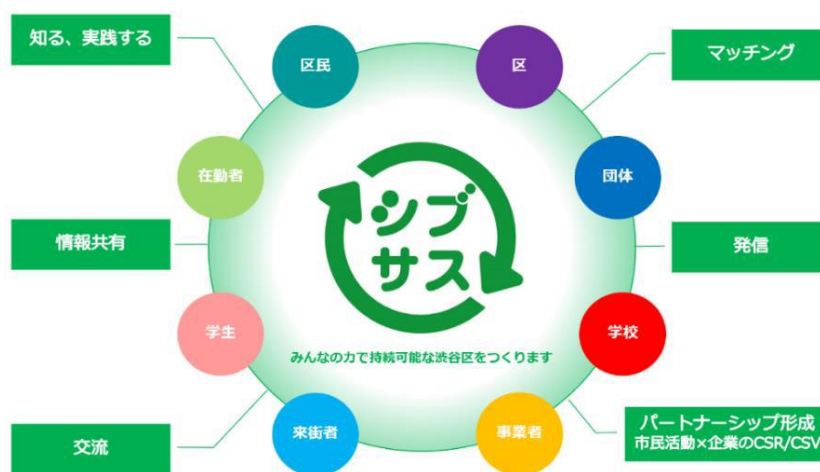 知る、実践する
区民
区
マッチング
在勤者
団体
シブ
サス
情報共有
発信
学生
学校
みんなの力で持続可能な渋谷区をつくります
交流
来街者
事業者
パートナーシップ形成
市民活動×企業のCSR/CSV